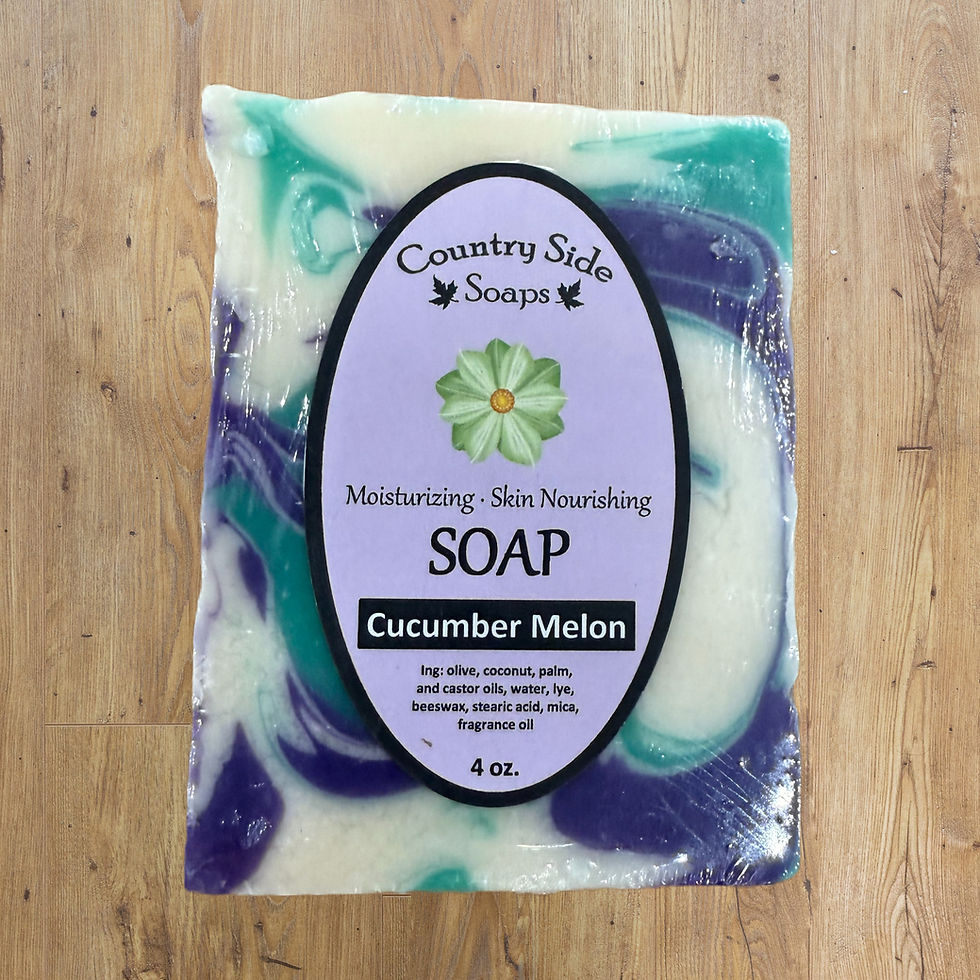 Country Side
Soaps
Moisturizing · Skin Nourishing
SOAP
Cucumber Melon
Ing: olive, coconut, palm,
and castor oils, water, lye,
beeswax, stearic acid, mica,
fragrance oil
4 oz.